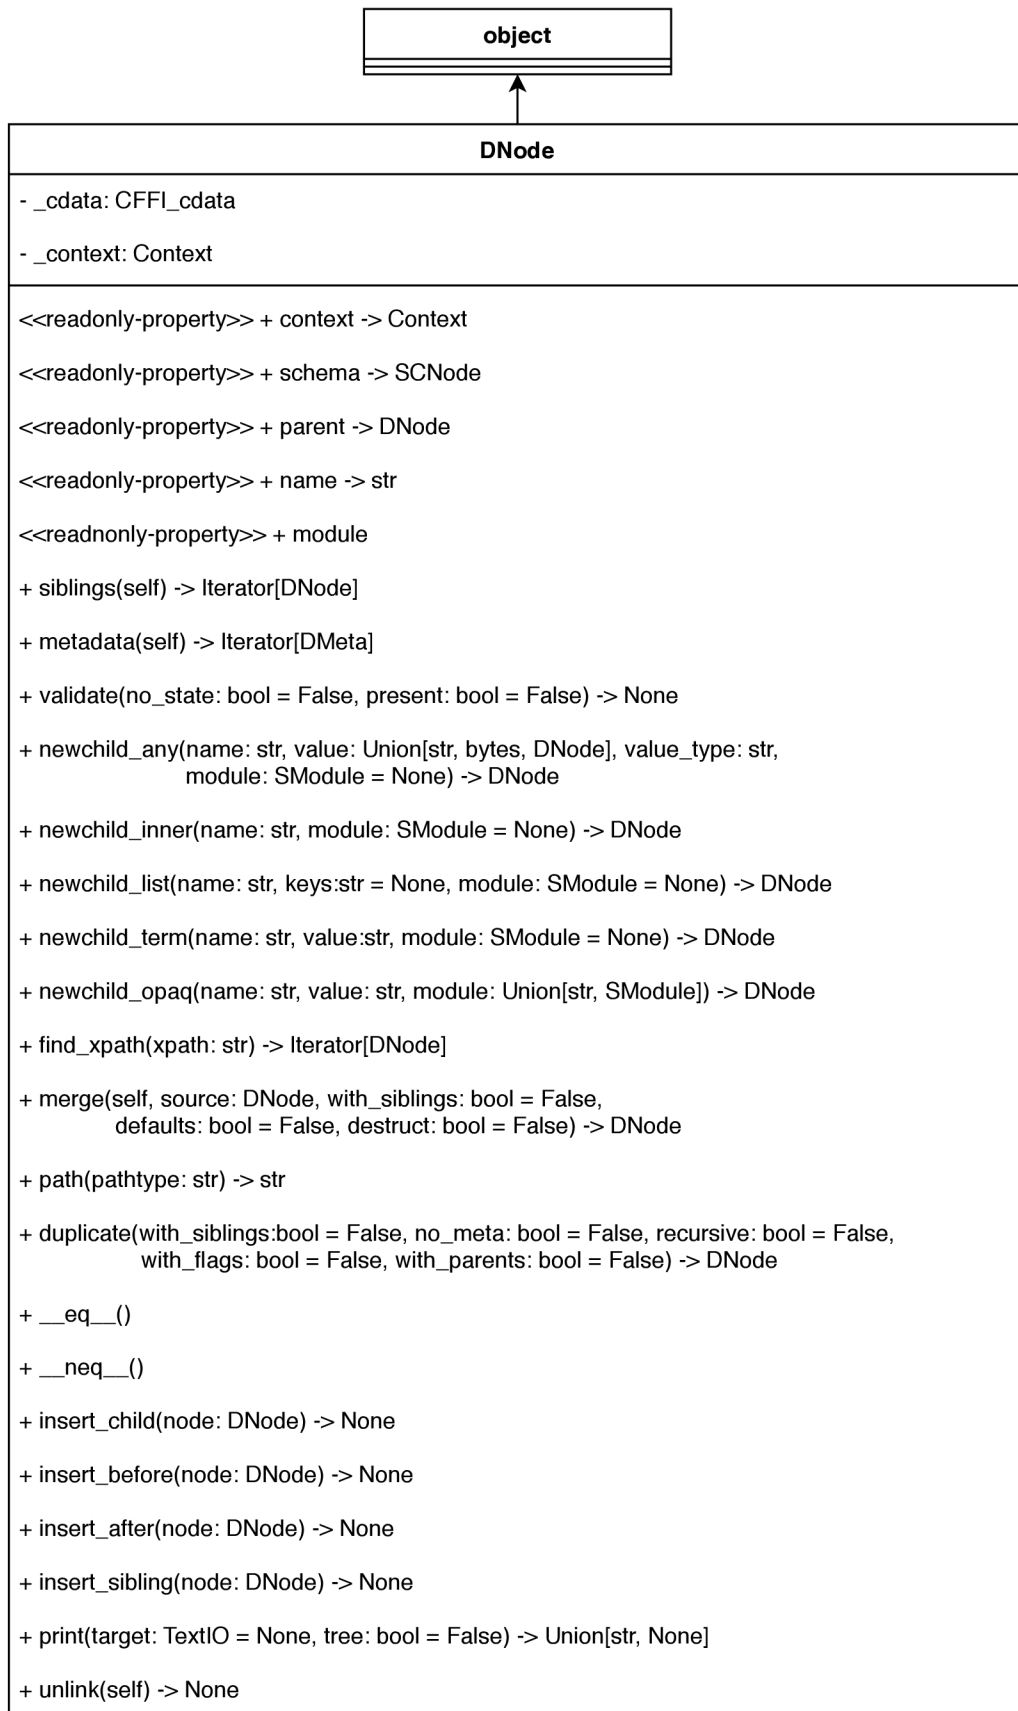 object
DNode
- _cdata: CFFI_cdata
- _context: Context
<<readonly-property>> + context -> Context
<<readonly-property>> + schema -> SCNode
<<readonly-property>> + parent -> DNode
<<readonly-property>> + name -> str
<<readnonly-property>> + module
+ siblings(self) -> Iterator[DNode]
+ metadata(self) -> Iterator[DMeta]
+ validate(no_state: bool = False, present: bool = False) -> None
+ newchild_any(name: str, value: Union[str, bytes, DNode], value_type: str,
module: SModule = None) -> DNode
+ newchild_inner(name: str, module: SModule = None) -> DNode
+ newchild_list(name: str, keys:str = None, module: SModule = None) -> DNode
+ newchild_term(name: str, value:str, module: SModule = None) -> DNode
+ newchild_opaq(name: str, value: str, module: Union[str, SModule]) -> DNode
+ find_xpath(xpath: str) -> Iterator[DNode]
+ merge(self, source: DNode, with_siblings: bool = False,
defaults: bool = False, destruct: bool = False) -> DNode
+ path(pathtype: str) -> str
+ duplicate(with_siblings:bool = False, no_meta: bool = False, recursive: bool = False,
with_flags: bool = False, with_parents: bool = False) -> DNode
+ __eq__()
+ __neq__()
+ insert_child(node: DNode) -> None
+ insert_before(node: DNode) -> None
+ insert_after(node: DNode) -> None
+ insert_sibling(node: DNode) -> None
+ print(target: TextIO = None, tree: bool = False) -> Union[str, None]
+ unlink(self) -> None